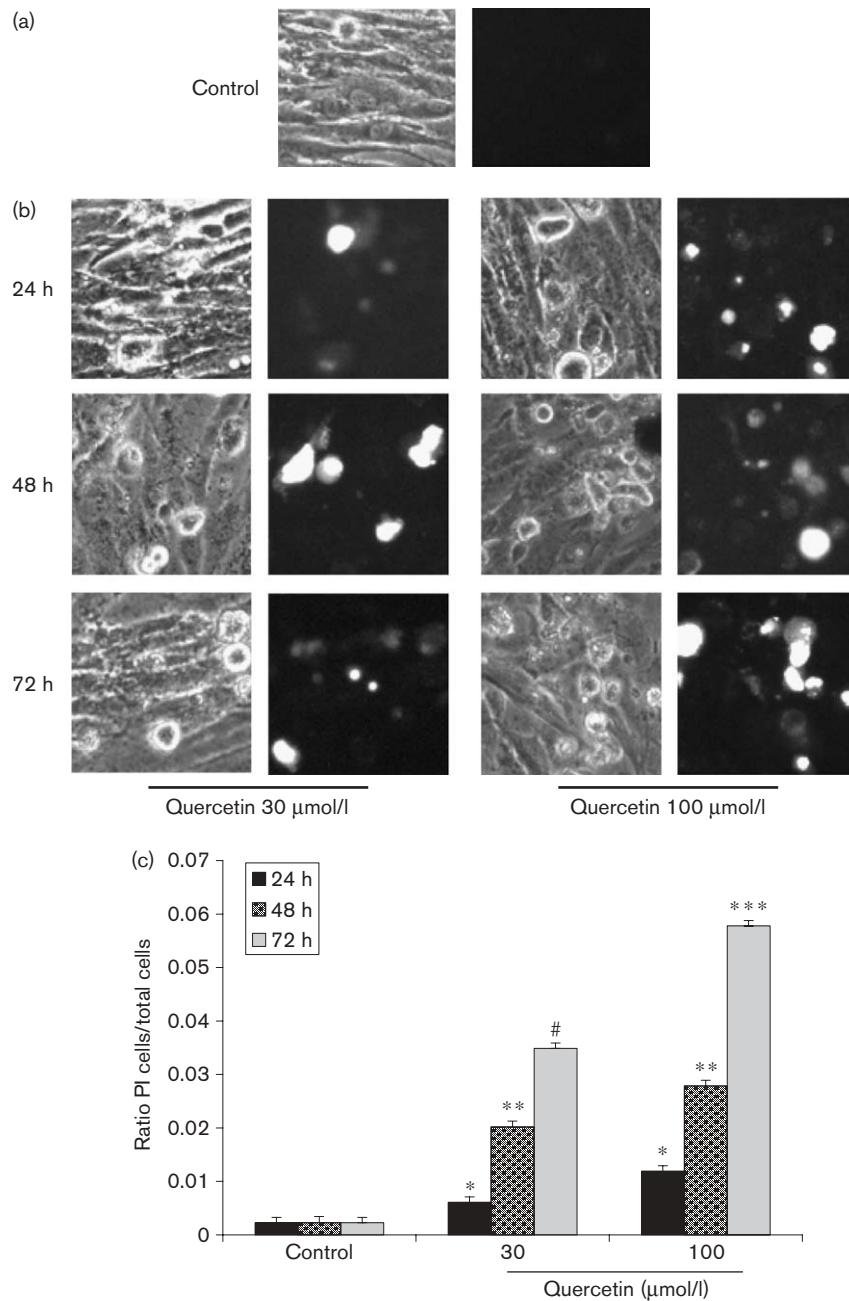 (a)
Control
(b)
24 h
48 h
72 h
Quercetin 30 μmol/l
Quercetin 100 μmol/l
(c)
0.07
0.06
0.05
0.04
0.03
0.02
0.01
0
Ratio PI cells/total cells
24 h
48 h
72 h
*
**
#
*
**
***
Control
30
100
Quercetin (μmol/l)